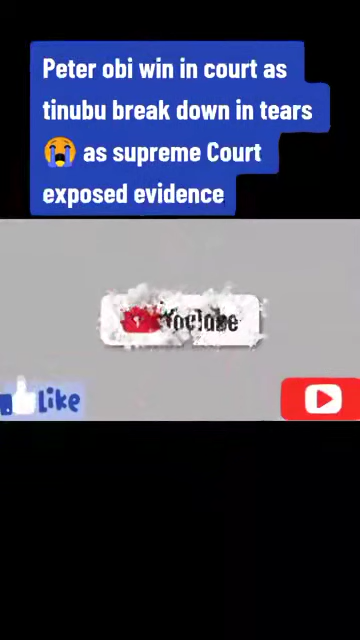 Peter obi win in court as
tinubu break down in tears
😭 as supreme Court
exposed evidence
YouTube
Like